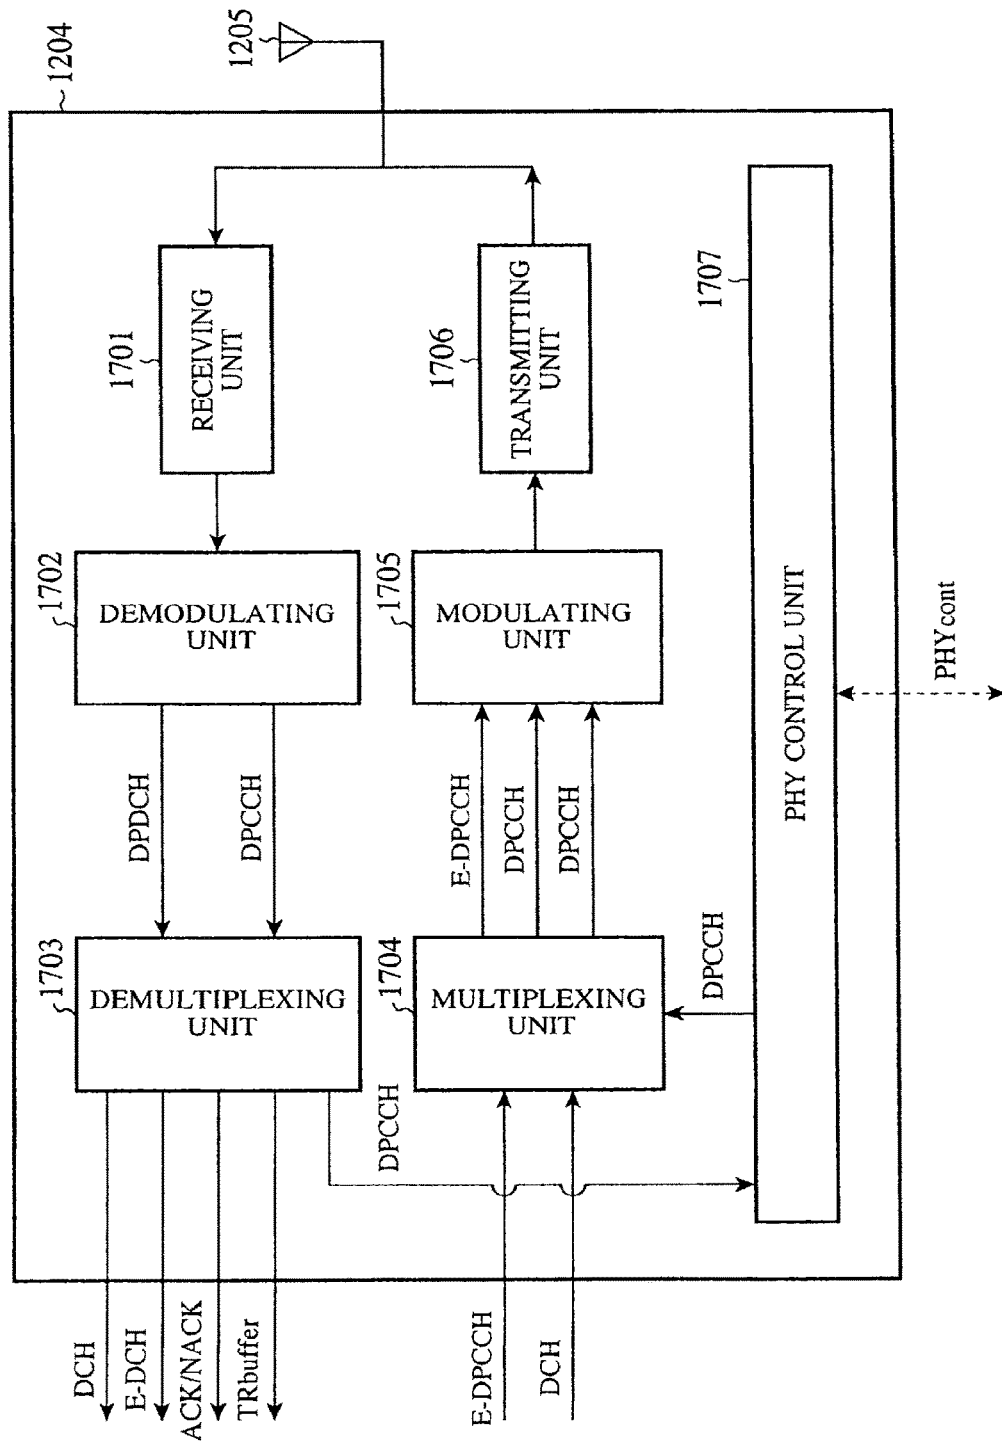 1204
1205
1701
RECEIVING
UNIT
1702
DEMODULATING
UNIT
DPDCH
DPCCH
1703
DEMULTIPLEXING
UNIT
DCH
E-DCH
ACK/NACK
TRbuffer
DPCCH
1706
TRANSMITTING
UNIT
1705
MODULATING
UNIT
E-DPCCH
DPCCH
DPCCH
1704
MULTIPLEXING
UNIT
E-DPCCH
DCH
DPCCH
1707
PHY CONTROL UNIT
PHYcont